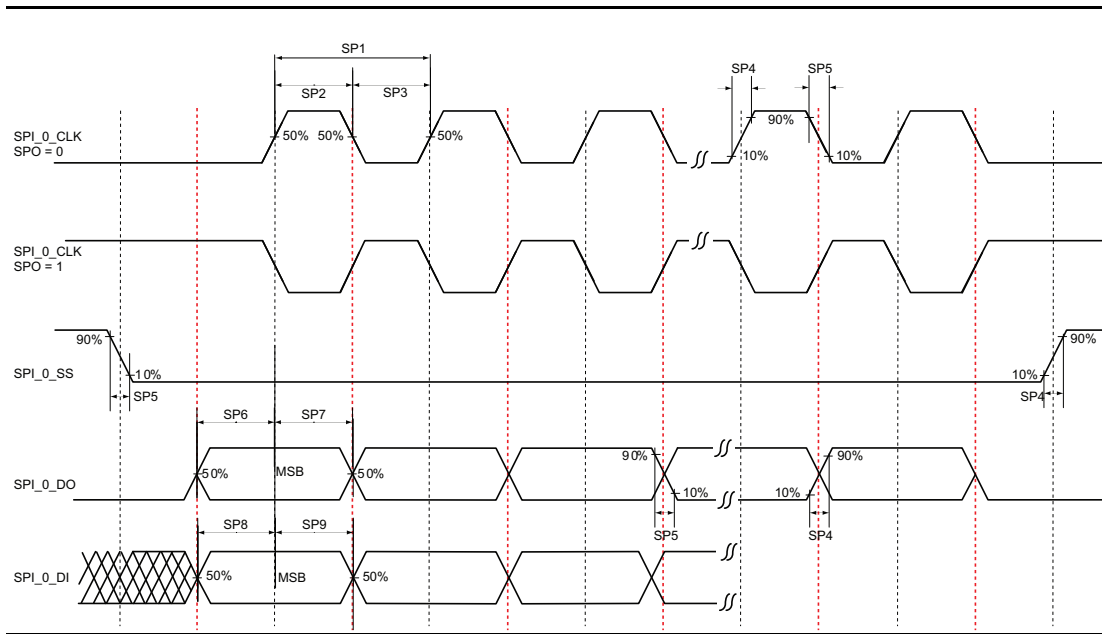 SP1
SP4
SP5
SP2
SP3
SPI_0_CLK
SPO = 0
50%
50%
50%
90%
10%
10%
SPI_0_CLK
SPO = 1
90%
90%
SPI_0_SS
10%
10%
SP5
SP4
SP6
SP7
SPI_0_DO
50%
MSB
50%
90%
10%
90%
10%
SP5
SP4
SP8
SP9
SPI_0_DI
50%
MSB
50%